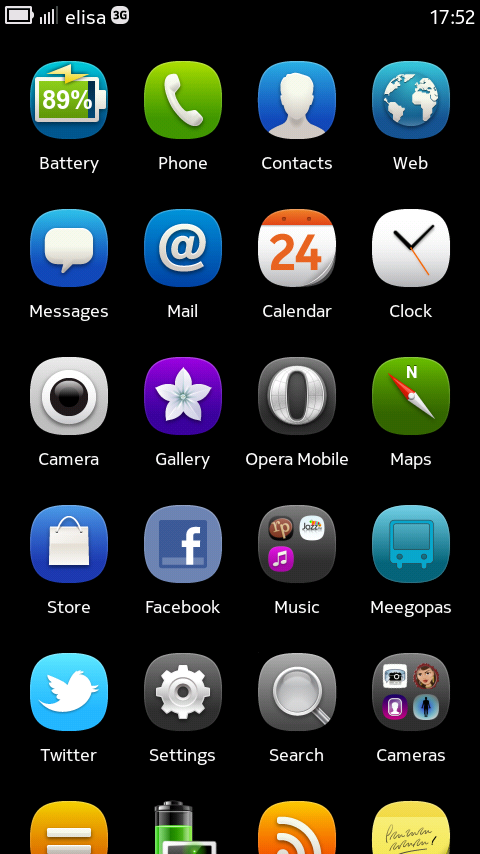 elisa 3G 17:52
89%
Battery Phone Contacts Web
@ 24
Messages Mail Calendar Clock
N
Camera Gallery Opera Mobile Maps
f rp Jazz
Store Facebook Music Meegopas
Twitter Settings Search Cameras